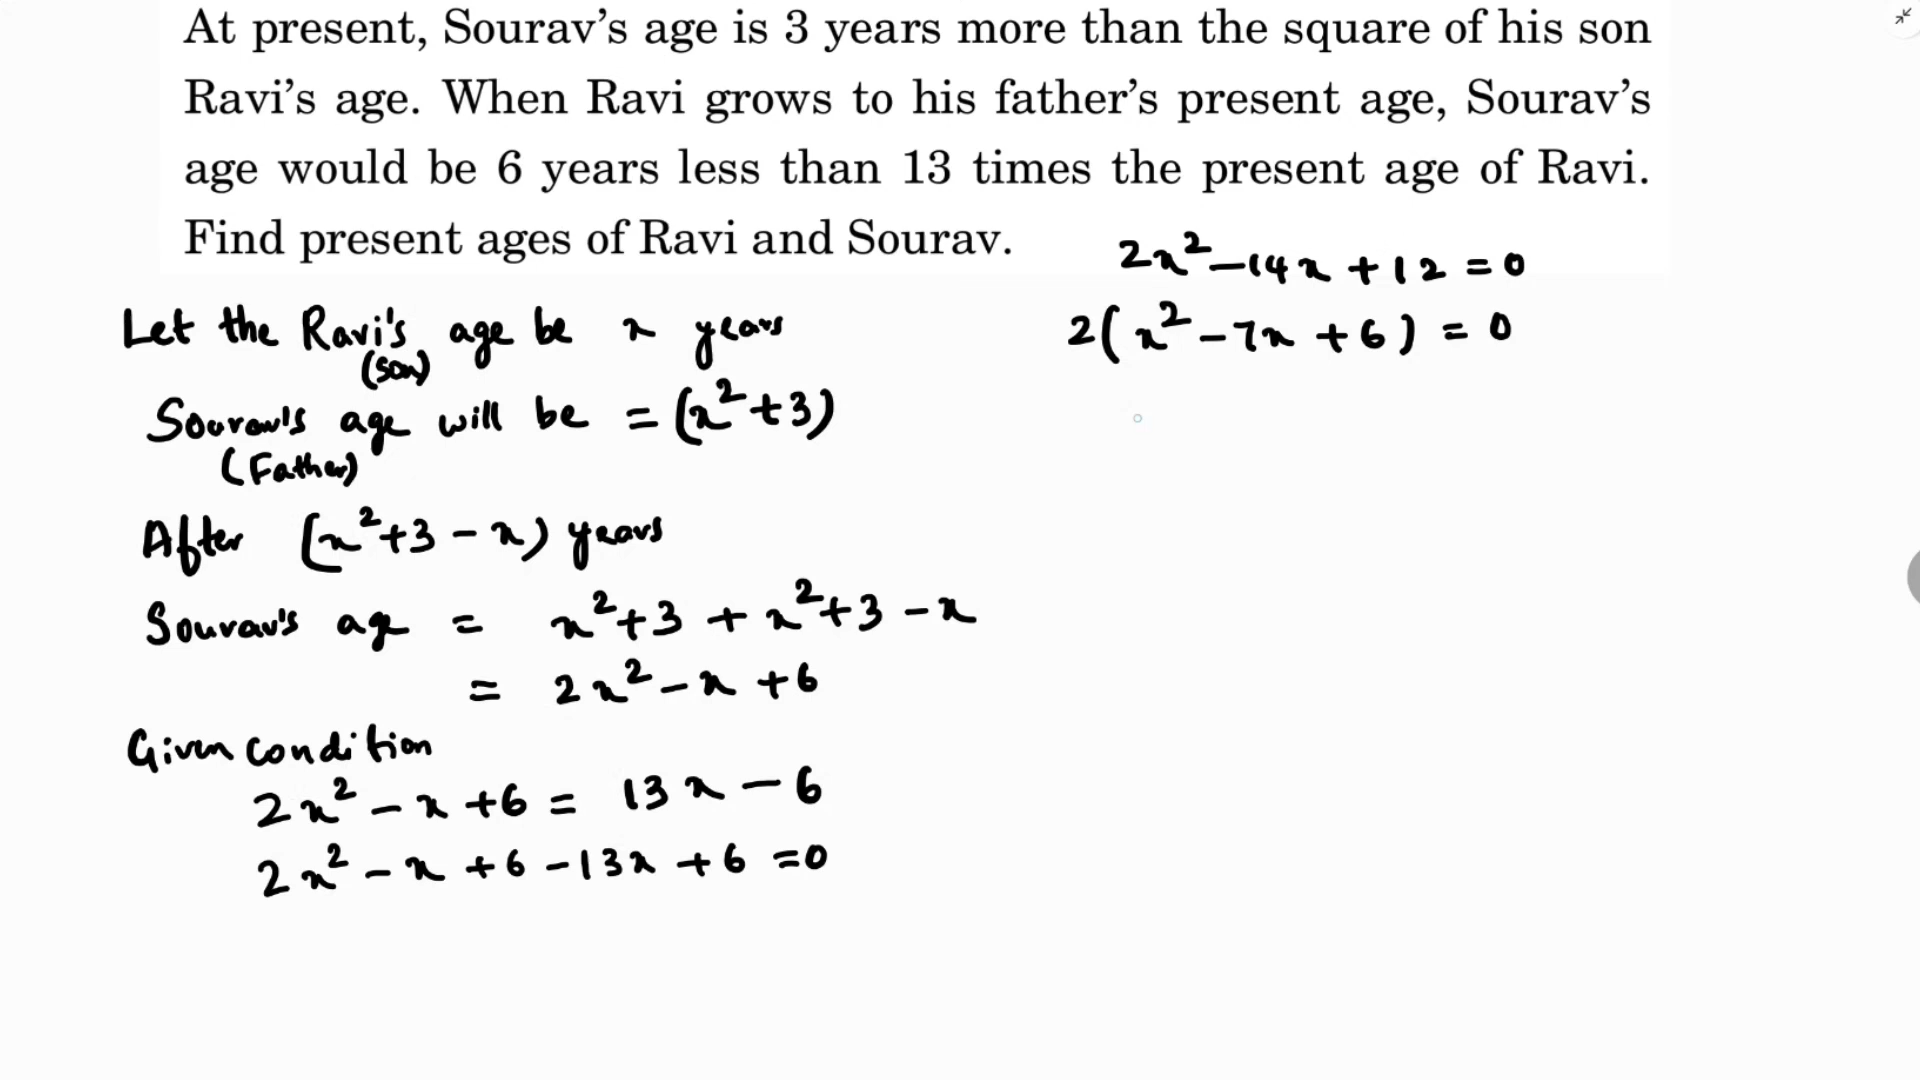 At present, Sourav’s age is 3 years more than the square of his son
Ravi’s age. When Ravi grows to his father’s present age, Sourav’s
age would be 6 years less than 13 times the present age of Ravi.
Find present ages of Ravi and Sourav.
Let the Ravi's age be x years
(son)
Sourav's age will be = (x²+3)
(Father)
After (x²+3-x) years
Sourav's age = x²+3 + x²+3-x
= 2x²-x+6
Given condition
2x²-x+6 = 13x-6
2x²-x+6-13x+6=0
2x²-14x+12=0
2(x²-7x+6)=0